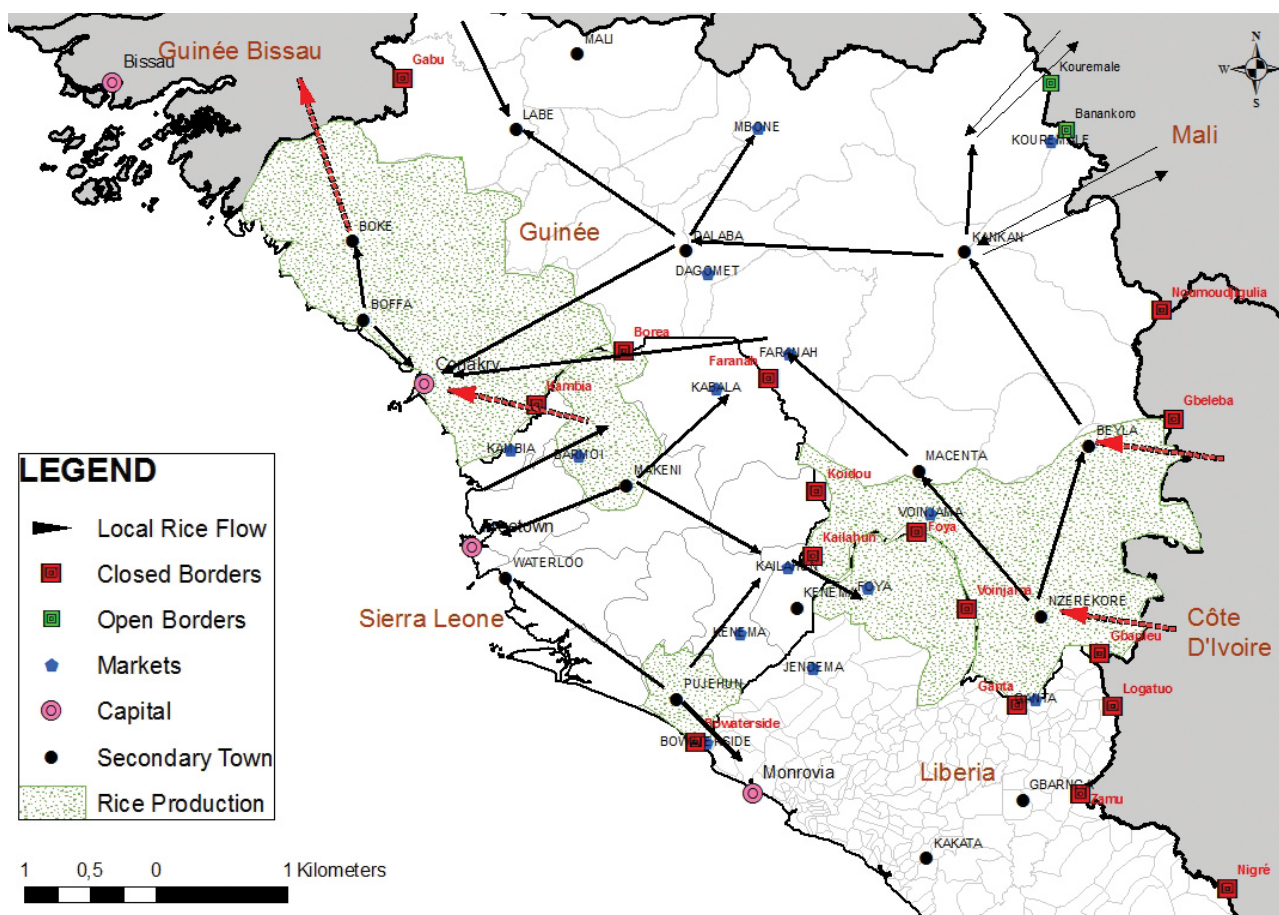 MALI
Guinée Bissau
Bissau
Gabu
N
W
E
S
Kouremale
LABE
MBONE
Banankoro
KOUREMALE
Mali
BOKE
Guinée
DALABA
KANKAN
DAGOMET
Noumoudjigulia
BOFFA
Borea
Conakry
FARANAH
Faranah
KABALA
Kambia
Gbeleba
BEYLA
KAMBIA
BARMOI
MACENTA
LEGEND
MAKENI
Koidou
VOINJAMA
Foya
Local Rice Flow
Freetown
Kailahun
WATERLOO
KAILAHUN
Closed Borders
FOYA
KENEMA
Voinjama
NZEREKORE
Sierra Leone
Côte
D'Ivoire
Open Borders
KENEMA
Gbapleu
Markets
JENDEMA
PUJEHUN
Ganta
GANTA
Logatuo
Capital
Bowaterside
BOWATERSIDE
Secondary Town
Monrovia
Liberia
GBARNGA
Zamu
Rice Production
KAKATA
1 0,5 0 1 Kilometers
Nigré